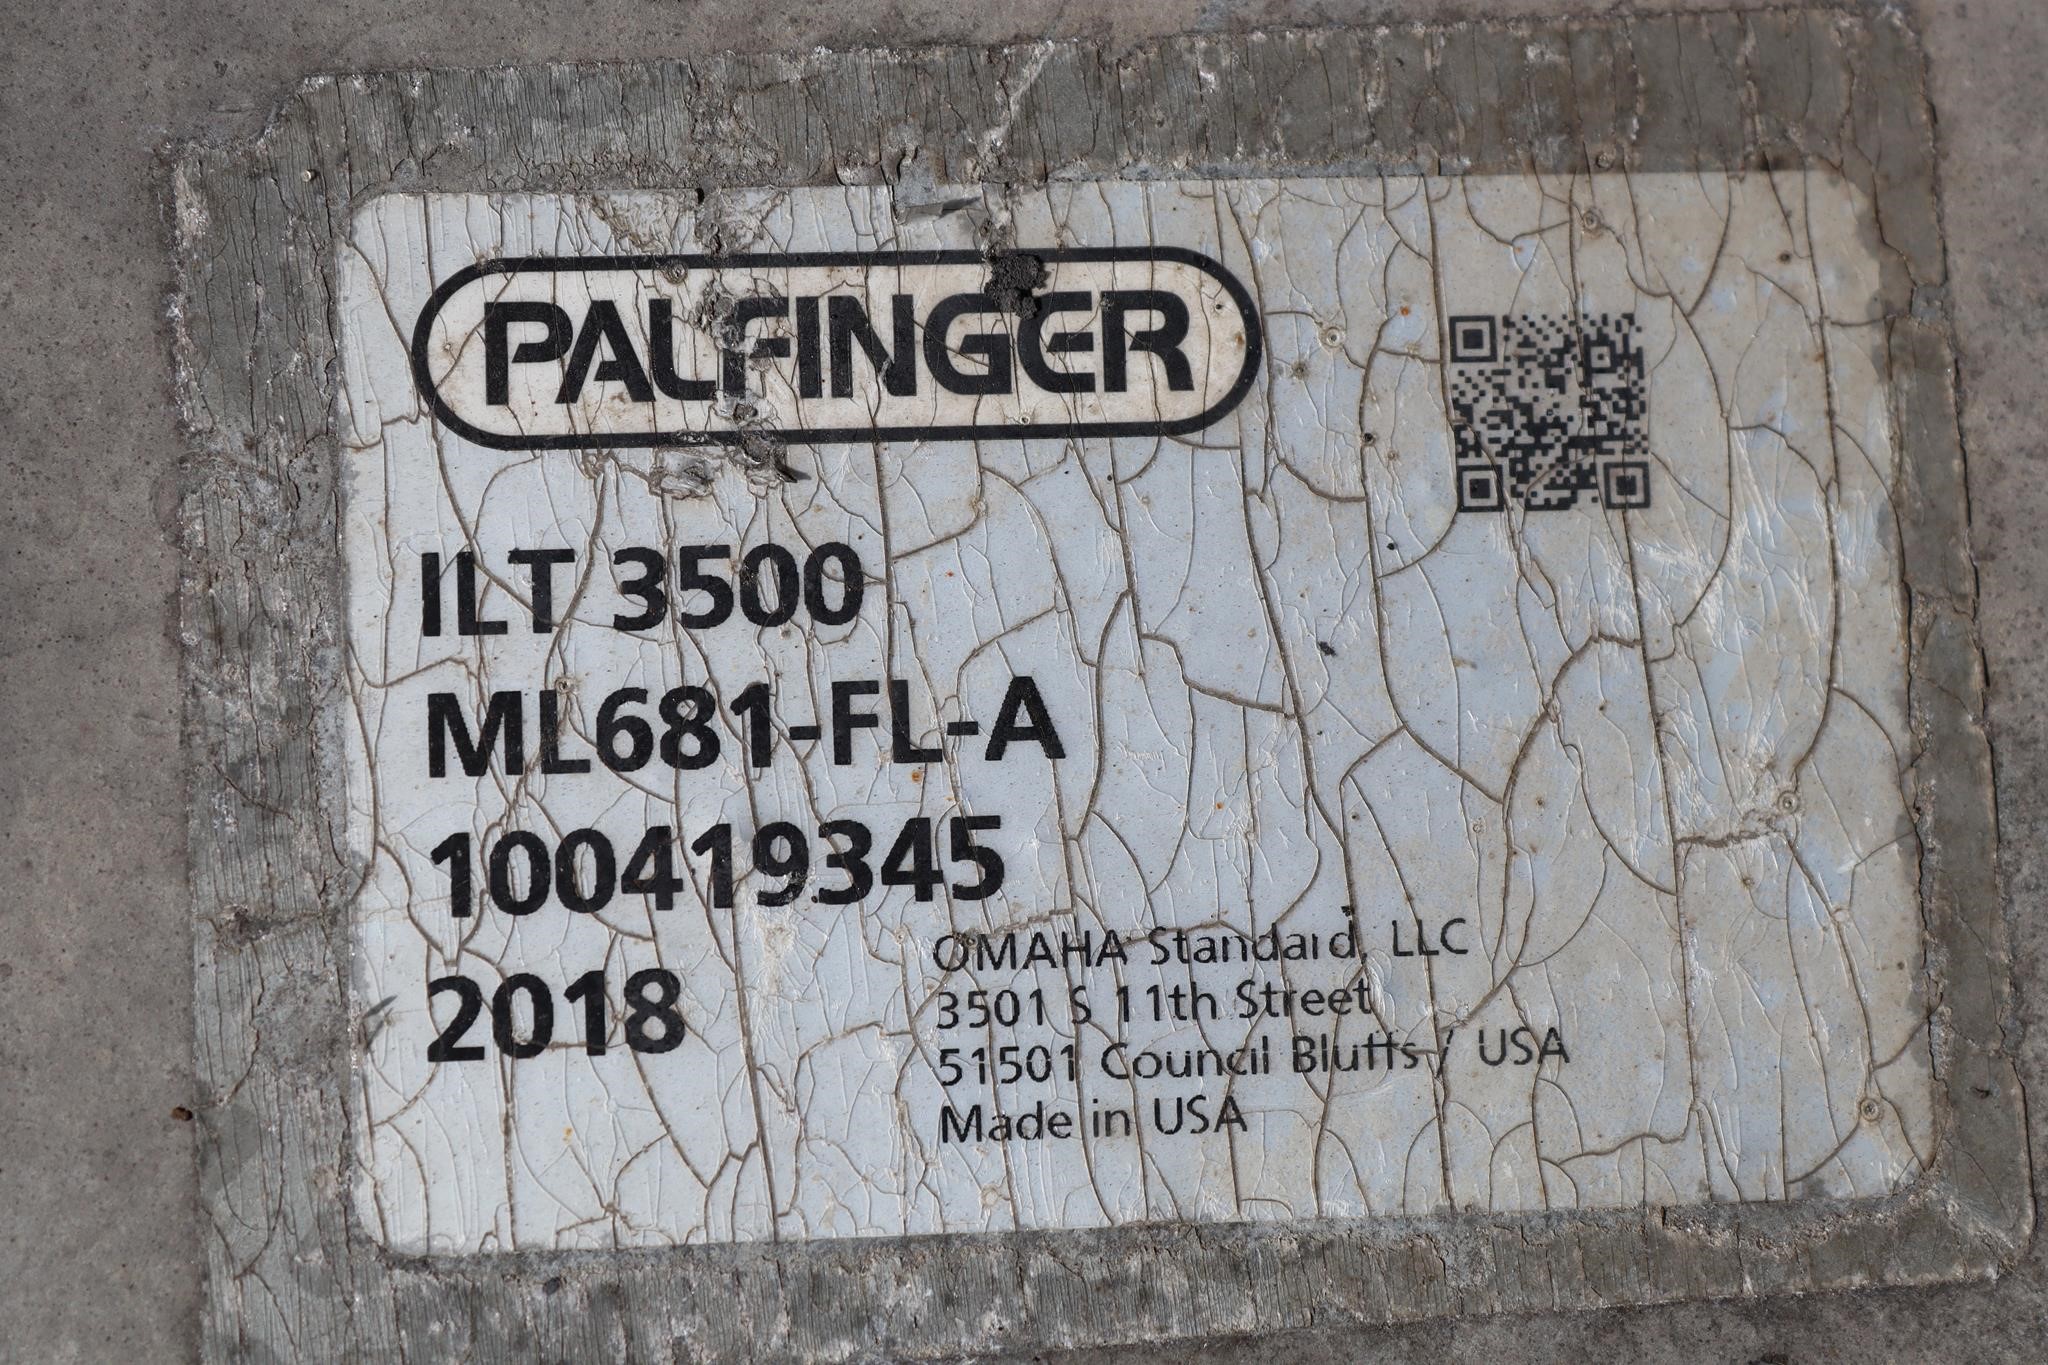 PALFINGER
ILT 3500
ML681-FL-A
100419345
2018
OMAHA Standard, LLC
3501 S 11th Street
51501 Council Bluffs / USA
Made in USA